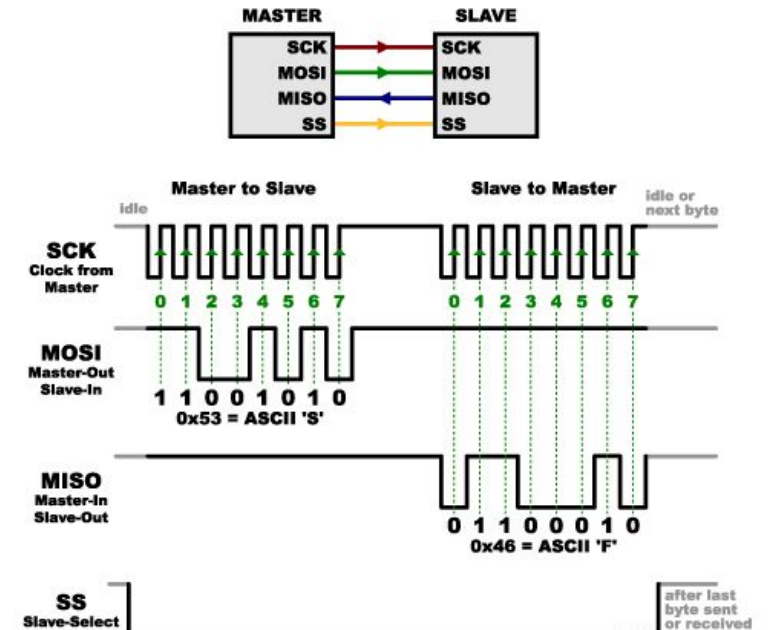 MASTER SLAVE
SCK SCK
MOSI MOSI
MISO MISO
SS SS
Master to Slave Slave to Master
idle idle or
next byte
SCK
Clock from
Master
0 1 2 3 4 5 6 7 0 1 2 3 4 5 6 7
MOSI
Master-Out
Slave-In
1 1 0 0 1 0 1 0
0x53 = ASCII 'S'
MISO
Master-In
Slave-Out
0 1 1 0 0 0 1 0
0x46 = ASCII 'F'
SS
Slave-Select
after last
byte sent
or received